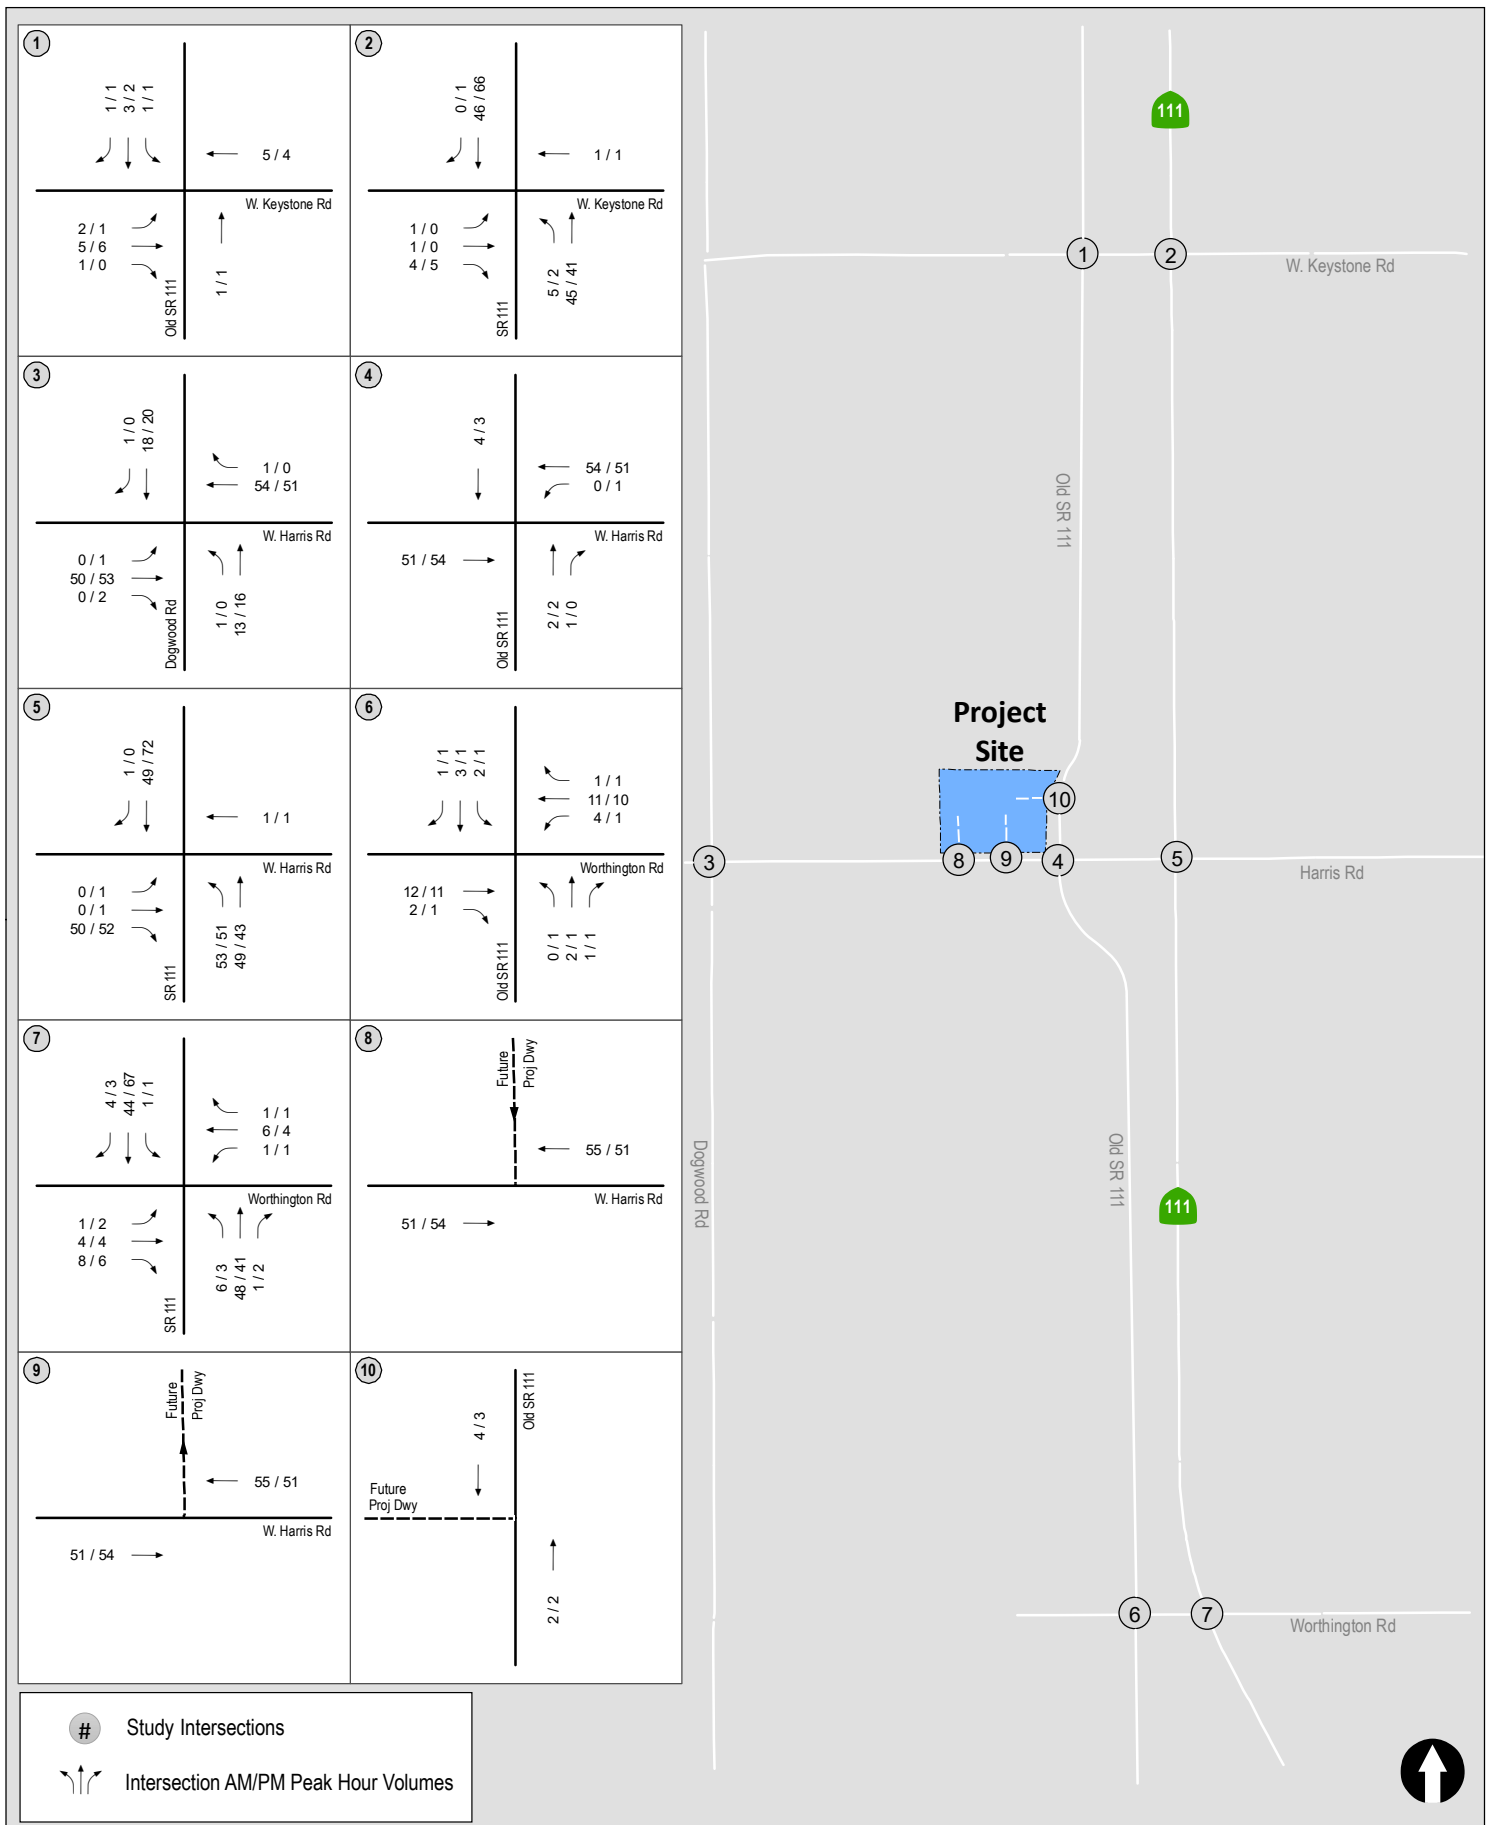 1
1 / 1
3 / 2
1 / 1
5 / 4
W. Keystone Rd
2 / 1
5 / 6
1 / 0
Old SR 111
1 / 1
2
0 / 1
46 / 66
1 / 1
W. Keystone Rd
1 / 0
1 / 0
4 / 5
SR 111
5 / 2
45 / 41
3
1 / 0
18 / 20
1 / 0
54 / 51
W. Harris Rd
0 / 1
50 / 53
0 / 2
Dogwood Rd
1 / 0
13 / 16
4
4 / 3
54 / 51
0 / 1
W. Harris Rd
51 / 54
Old SR 111
2 / 2
1 / 0
5
1 / 0
49 / 72
1 / 1
W. Harris Rd
0 / 1
0 / 1
50 / 52
SR 111
53 / 51
49 / 43
6
1 / 1
3 / 1
2 / 1
1 / 1
11 / 10
4 / 1
Worthington Rd
12 / 11
2 / 1
Old SR 111
0 / 1
2 / 1
1 / 1
7
4 / 3
44 / 67
1 / 1
1 / 1
6 / 4
1 / 1
Worthington Rd
1 / 2
4 / 4
8 / 6
SR 111
6 / 3
48 / 41
1 / 2
8
Future
Proj Dwy
55 / 51
W. Harris Rd
51 / 54
9
Future
Proj Dwy
55 / 51
W. Harris Rd
51 / 54
10
4 / 3
Old SR 111
Future
Proj Dwy
2 / 2
# Study Intersections
Intersection AM/PM Peak Hour Volumes
111
1
2
W. Keystone Rd
Old SR 111
Project
Site
10
3
8
9
4
5
Harris Rd
Dogwood Rd
Old SR 111
111
6
7
Worthington Rd